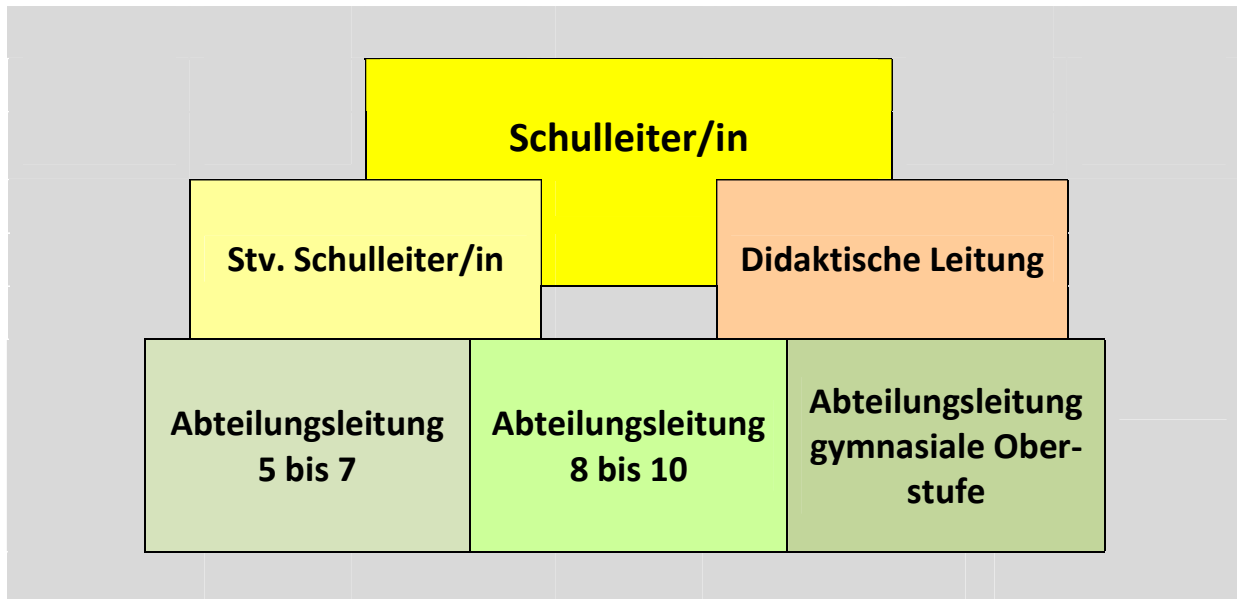 Schulleiter/in
Stv. Schulleiter/in
Didaktische Leitung
Abteilungsleitung
5 bis 7
Abteilungsleitung
8 bis 10
Abteilungsleitung
gymnasiale Ober-
stufe